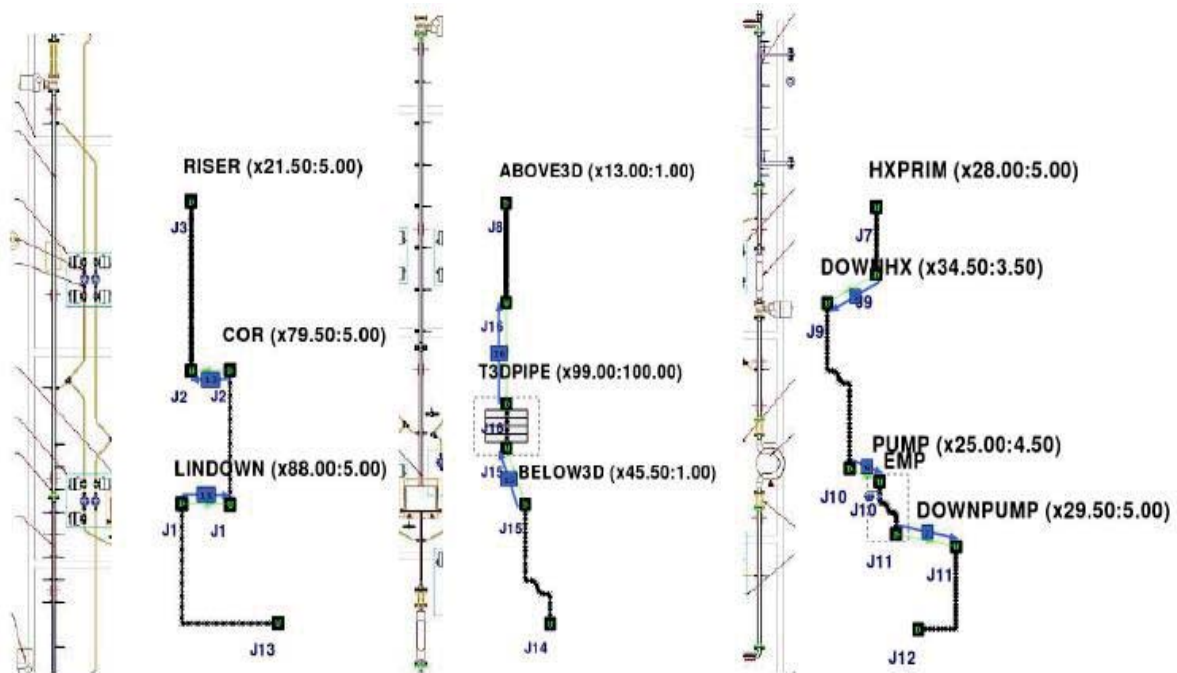 RISER (x21.50:5.00)
J3
COR (x79.50:5.00)
J2
J2
LINDOWN (x88.00:5.00)
J1
J1
J13
ABOVE3D (x13.00:1.00)
J8
J16
T3DPIPE (x99.00:100.00)
J16
J15
BELOW3D (x45.50:1.00)
J15
J14
HXPRIM (x28.00:5.00)
J7
DOWNHX (x34.50:3.50)
J9
J9
PUMP (x25.00:4.50)
EMP
J10
J10
DOWNPUMP (x29.50:5.00)
J11
J11
J12